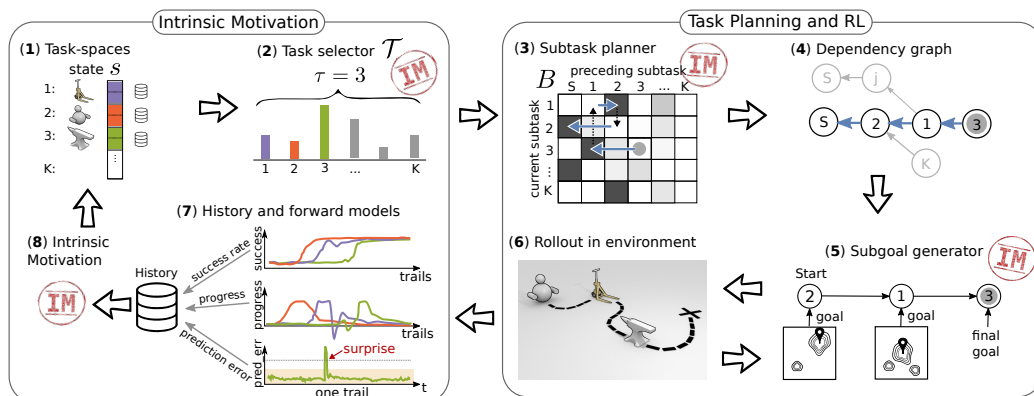 Intrinsic Motivation
Task Planning and RL
(1) Task-spaces
state s
1:
2:
3:
⋮
K:
(2) Task selector 𝒯
IM
τ = 3
1 2 3 ... K
(3) Subtask planner
IM
B preceding subtask
S 1 2 3 ... K
current subtask
1
2
3
⋮
K
(4) Dependency graph
S j
S 2 1 3
K
(5) Subgoal generator
IM
Start
2 1 3
goal goal
final
goal
(6) Rollout in environment
(7) History and forward models
success
trails
progress
trails
pred err
surprise
t
one trail
success rate
progress
prediction error
History
(8) Intrinsic
Motivation
IM